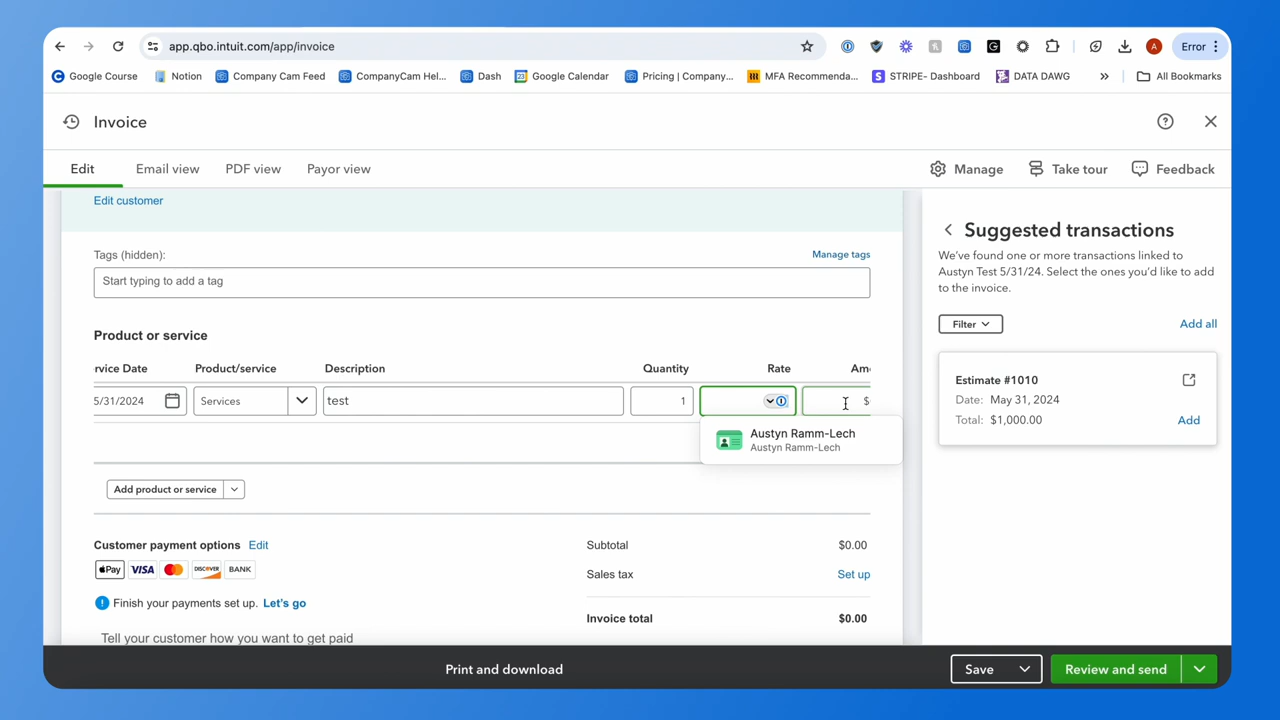 app.qbo.intuit.com/app/invoice
A
Error
Google Course
Notion
Company Cam Feed
CompanyCam Hel...
Dash
Google Calendar
Pricing | Company...
MFA Recommenda...
STRIPE- Dashboard
DATA DAWG
All Bookmarks
Invoice
Edit
Email view
PDF view
Payor view
Manage
Take tour
Feedback
Edit customer
Tags (hidden):
Manage tags
Start typing to add a tag
Product or service
rvice Date
Product/service
Description
Quantity
Rate
Am
5/31/2024
Services
test
1
$
Austyn Ramm-Lech
Austyn Ramm-Lech
Add product or service
Customer payment options Edit
Pay VISA DISCOVER BANK
Finish your payments set up. Let's go
Tell your customer how you want to get paid
Subtotal $0.00
Sales tax Set up
Invoice total $0.00
Suggested transactions
We've found one or more transactions linked to
Austyn Test 5/31/24. Select the ones you'd like to add
to the invoice.
Filter
Add all
Estimate #1010
Date: May 31, 2024
Total: $1,000.00
Add
Print and download
Save
Review and send